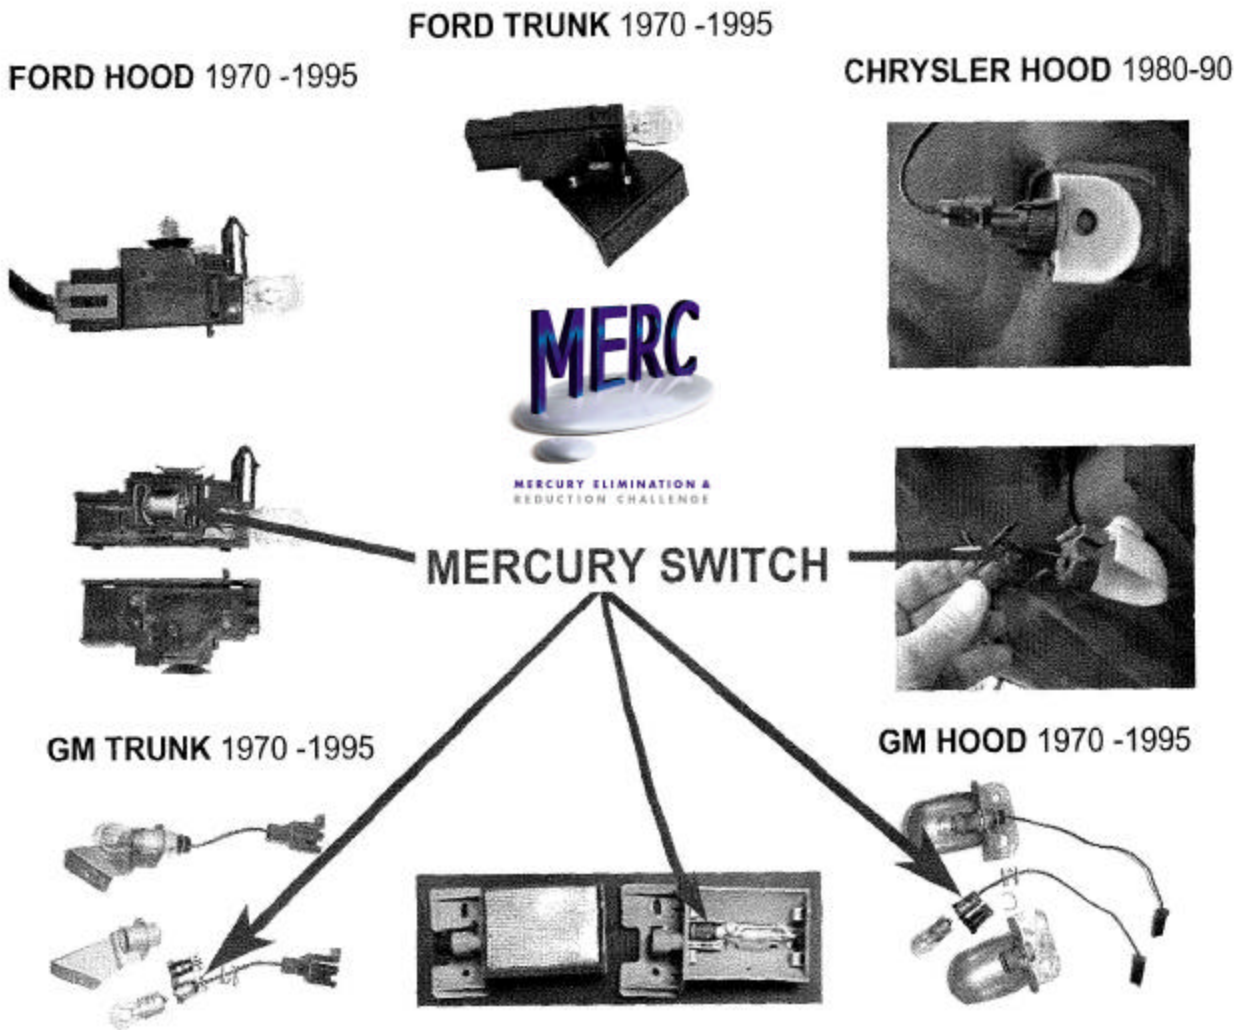 FORD TRUNK 1970 -1995
FORD HOOD 1970 -1995
CHRYSLER HOOD 1980-90
MERC
MERCURY ELIMINATION &
REDUCTION CHALLENGE
MERCURY SWITCH
GM TRUNK 1970 -1995
GM HOOD 1970 -1995